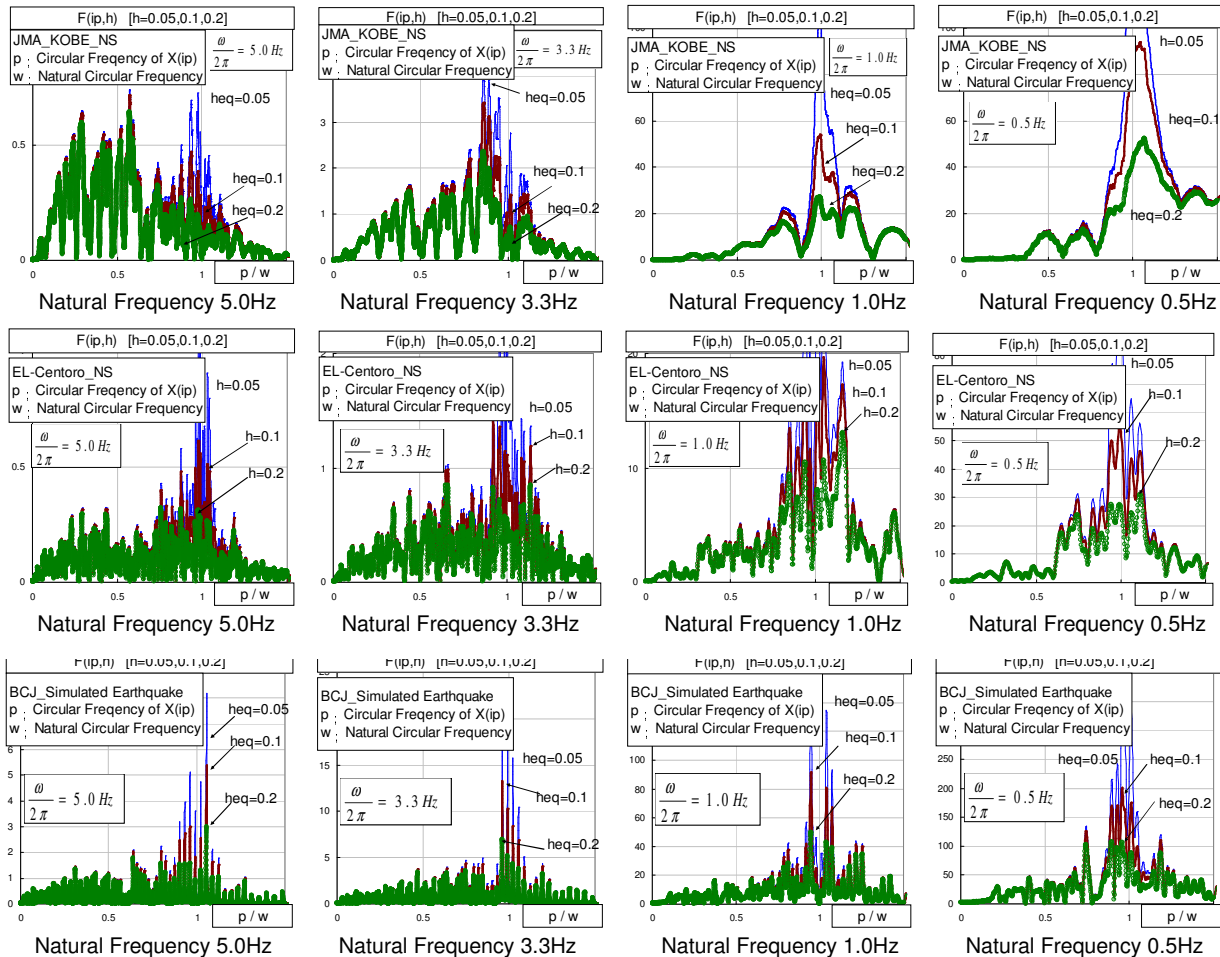 F(ip,h) [h=0.05,0.1,0.2]
JMA_KOBE_NS
p : Circular Freqency of X(ip)
w : Natural Circular Frequency
ω/2π = 5.0 Hz
heq=0.05
heq=0.1
heq=0.2
0.5
0
0
0.5
1
p / w
Natural Frequency 5.0Hz
F(ip,h) [h=0.05,0.1,0.2]
JMA_KOBE_NS
p : Circular Freqency of X(ip)
w : Natural Circular Frequency
ω/2π = 3.3 Hz
heq=0.05
heq=0.1
heq=0.2
3
2
1
0
0
0.5
1
p / w
Natural Frequency 3.3Hz
F(ip,h) [h=0.05,0.1,0.2]
JMA_KOBE_NS
p : Circular Freqency of X(ip)
w : Natural Circular Frequency
ω/2π = 1.0 Hz
heq=0.05
heq=0.1
heq=0.2
60
40
20
0
0
0.5
1
p / w
Natural Frequency 1.0Hz
F(ip,h) [h=0.05,0.1,0.2]
JMA_KOBE_NS
p : Circular Freqency of X(ip)
w : Natural Circular Frequency
h=0.05
ω/2π = 0.5 Hz
heq=0.1
heq=0.2
80
60
40
20
0
0
0.5
1
p / w
Natural Frequency 0.5Hz
F(ip,h) [h=0.05,0.1,0.2]
EL-Centoro_NS
p : Circular Freqency of X(ip)
w : Natural Circular Frequency
ω/2π = 5.0 Hz
h=0.05
h=0.1
h=0.2
0.5
0
0
0.5
1
p / w
Natural Frequency 5.0Hz
F(ip,h) [h=0.05,0.1,0.2]
EL-Centoro_NS
p : Circular Freqency of X(ip)
w : Natural Circular Frequency
ω/2π = 3.3 Hz
h=0.05
h=0.1
h=0.2
1
0
0
0.5
1
p / w
Natural Frequency 3.3Hz
F(ip,h) [h=0.05,0.1,0.2]
EL-Centoro_NS
p : Circular Freqency of X(ip)
w : Natural Circular Frequency
ω/2π = 1.0 Hz
h=0.05
h=0.1
h=0.2
20
10
0
0
0.5
1
p / w
Natural Frequency 1.0Hz
F(ip,h) [h=0.05,0.1,0.2]
EL-Centoro_NS
p : Circular Freqency of X(ip)
w : Natural Circular Frequency
ω/2π = 0.5 Hz
h=0.05
h=0.1
h=0.2
50
40
30
20
10
0
0
0.5
1
p / w
Natural Frequency 0.5Hz
F(ip,h) [h=0.05,0.1,0.2]
BCJ_Simulated Earthquake
p : Circular Freqency of X(ip)
w : Natural Circular Frequency
ω/2π = 5.0 Hz
heq=0.05
heq=0.1
heq=0.2
6
5
4
3
2
1
0
0
0.5
1
p / w
Natural Frequency 5.0Hz
F(ip,h) [h=0.05,0.1,0.2]
BCJ_Simulated Earthquake
p : Circular Freqency of X(ip)
w : Natural Circular Frequency
ω/2π = 3.3 Hz
heq=0.05
heq=0.1
heq=0.2
15
10
5
0
0
0.5
1
p / w
Natural Frequency 3.3Hz
F(ip,h) [h=0.05,0.1,0.2]
BCJ_Simulated Earthquake
p : Circular Freqency of X(ip)
w : Natural Circular Frequency
ω/2π = 1.0 Hz
heq=0.05
heq=0.1
heq=0.2
100
80
60
40
20
0
0
0.5
1
p / w
Natural Frequency 1.0Hz
F(ip,h) [h=0.05,0.1,0.2]
BCJ_Simulated Earthquake
p : Circular Freqency of X(ip)
w : Natural Circular Frequency
ω/2π = 0.5 Hz
heq=0.05
heq=0.1
heq=0.2
250
200
150
100
50
0
0
0.5
1
p / w
Natural Frequency 0.5Hz